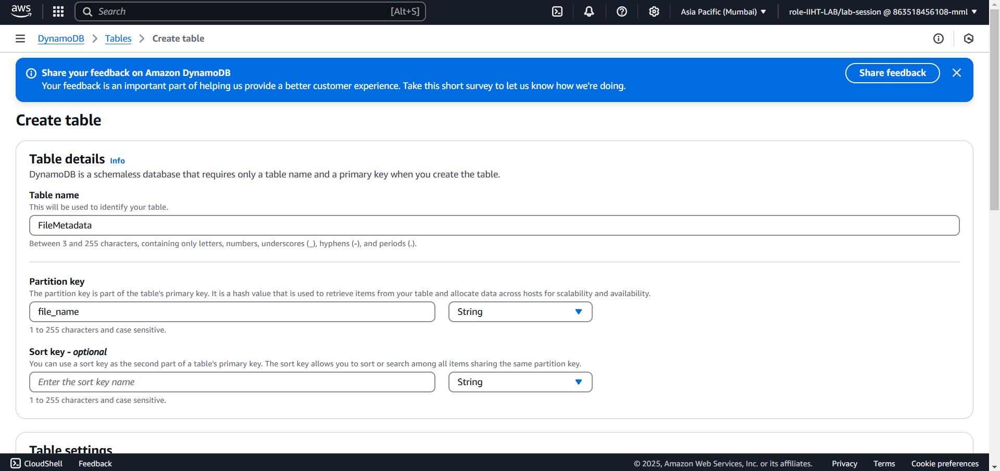 aws
Search [Alt+S]
Asia Pacific (Mumbai)
role-IIHT-LAB/lab-session @ 863518456108-mml
DynamoDB
Tables
Create table
Share your feedback on Amazon DynamoDB
Your feedback is an important part of helping us provide a better customer experience. Take this short survey to let us know how we're doing.
Share feedback
Create table
Table details Info
DynamoDB is a schemaless database that requires only a table name and a primary key when you create the table.
Table name
This will be used to identify your table.
FileMetadata
Between 3 and 255 characters, containing only letters, numbers, underscores (_), hyphens (-), and periods (.).
Partition key
The partition key is part of the table's primary key. It is a hash value that is used to retrieve items from your table and allocate data across hosts for scalability and availability.
file_name
String
1 to 255 characters and case sensitive.
Sort key - optional
You can use a sort key as the second part of a table's primary key. The sort key allows you to sort or search among all items sharing the same partition key.
Enter the sort key name
String
1 to 255 characters and case sensitive.
Table settings
CloudShell
Feedback
© 2025, Amazon Web Services, Inc. or its affiliates.
Privacy
Terms
Cookie preferences